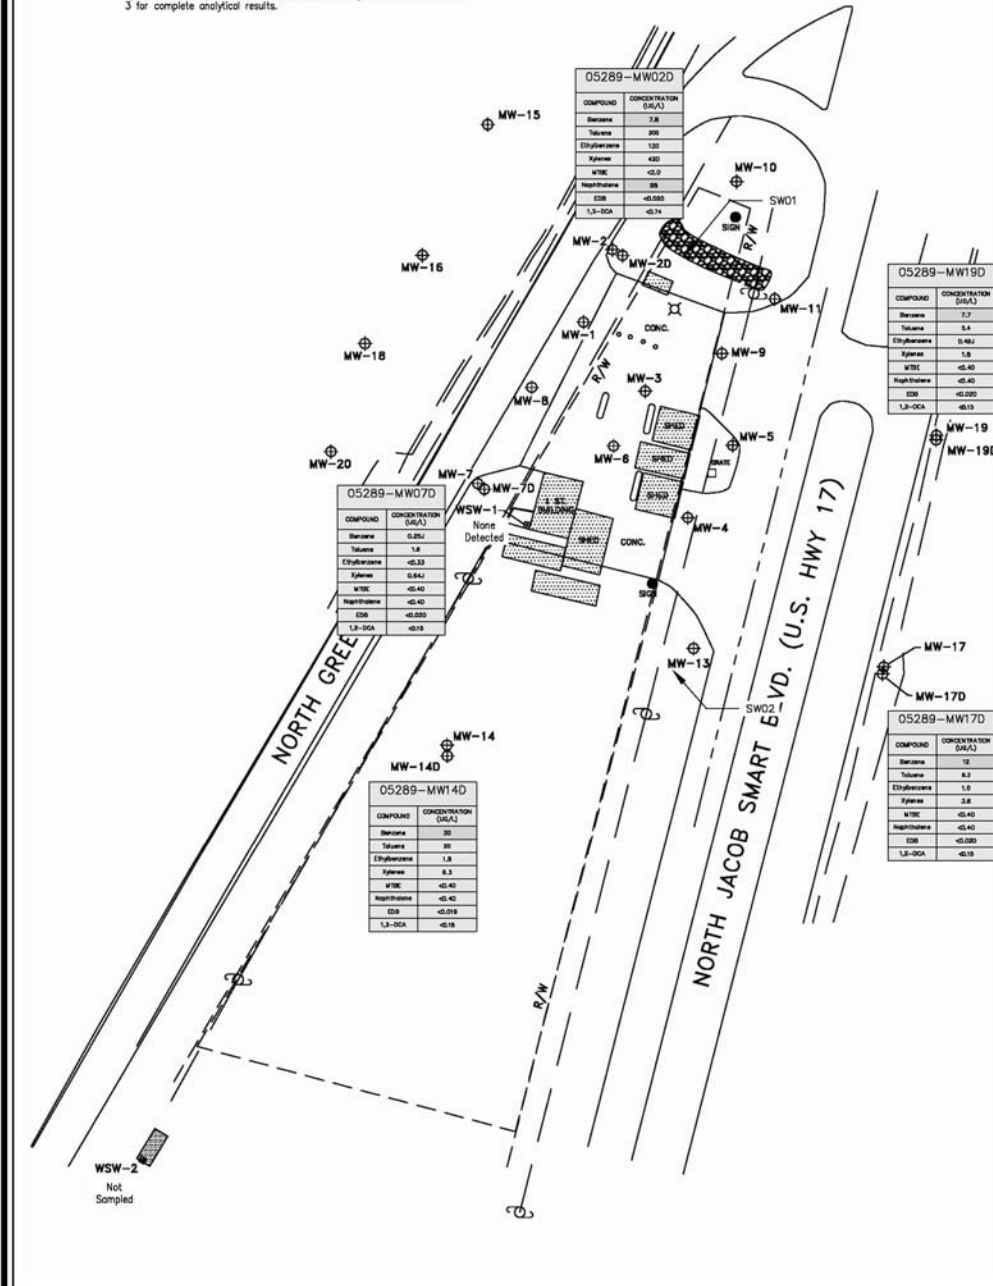 3 for complete analytical results.
05289-MW02D
COMPOUND CONCENTRATION (UG/L)
Benzene 7.8
Toluene 200
Ethylbenzene 120
Xylenes 420
MTBE <2.0
Naphthalene
EDB <0.020
1,2-DCA <0.74
MW-15
MW-10
SW01
SIGN
R/W
MW-2
MW-2D
MW-16
MW-11
MW-1
CONC.
MW-18
MW-9
R/W
MW-8
MW-3
SHED
MW-5
MW-6
SHED
GRATE
MW-20
MW-7
MW-7D
SHED
WSW-1
None
Detected
1 ST.
BUILDING
MW-4
SHED
CONC.
SIGN
05289-MW19D
COMPOUND CONCENTRATION (UG/L)
Benzene 7.7
Toluene 5.4
Ethylbenzene 0.48J
Xylenes 1.8
MTBE <0.40
Naphthalene <0.40
EDB <0.020
1,2-DCA <0.15
MW-19
MW-19D
05289-MW07D
COMPOUND CONCENTRATION (UG/L)
Benzene 0.25J
Toluene 1.8
Ethylbenzene <0.33
Xylenes 0.64J
MTBE <0.40
Naphthalene <0.40
EDB <0.020
1,2-DCA <0.15
MW-13
SW02
MW-17
MW-17D
NORTH GREE
NORTH JACOB SMART BLVD. (U.S. HWY 17)
MW-14
MW-14D
05289-MW14D
COMPOUND CONCENTRATION (UG/L)
Benzene 20
Toluene 20
Ethylbenzene 1.8
Xylenes 6.3
MTBE <0.40
Naphthalene <0.40
EDB <0.019
1,2-DCA <0.15
05289-MW17D
COMPOUND CONCENTRATION (UG/L)
Benzene 12
Toluene 6.3
Ethylbenzene 1.0
Xylenes 3.6
MTBE <0.40
Naphthalene <0.40
EDB <0.020
1,2-DCA <0.15
R/W
WSW-2
Not
Sampled